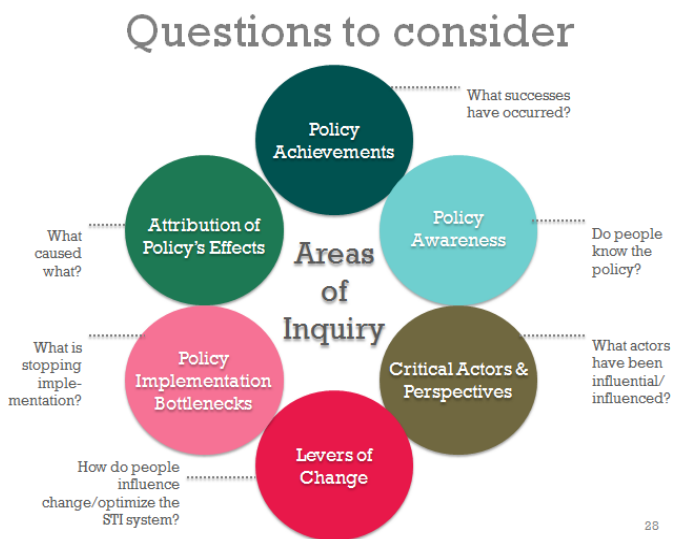 Questions to consider
Policy
Achievements
What successes
have occurred?
Policy
Awareness
Do people
know the
policy?
Critical Actors &
Perspectives
What actors
have been
influential/
influenced?
Levers of
Change
How do people
influence
change/optimize the
STI system?
Policy
Implementation
Bottlenecks
What is
stopping
imple-
mentation?
Attribution of
Policy's Effects
What
caused
what?
Areas
of
Inquiry
28